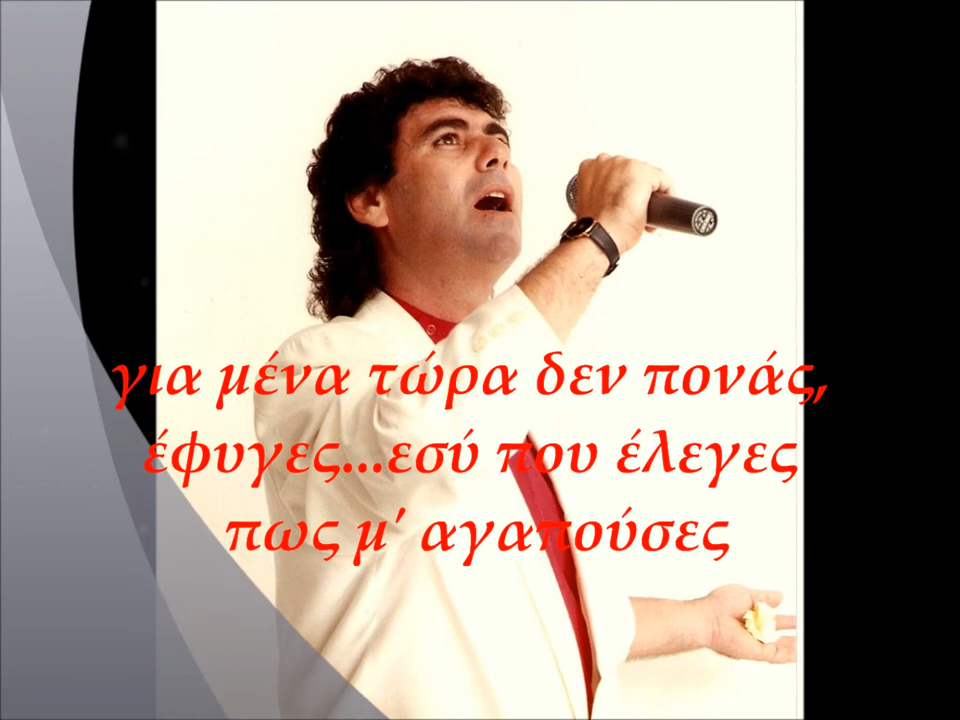 για μένα τώρα δεν πονάς,
έφυγες...εσύ που έλεγες
πως μ' αγαπούσες